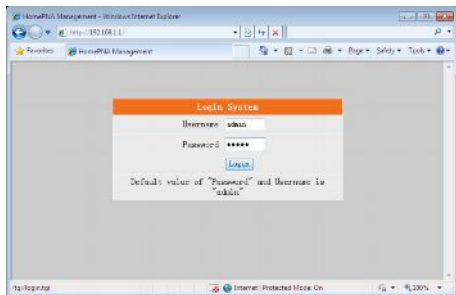 HomePNA Management - Windows Internet Explorer
http://192.168.1.1/
Favorites
HomePNA Management
Page
Safety
Tools
Login System
Username
admin
Password
•••••
Login
Default value of "Password" and Username is
"admin"
Internet | Protected Mode: On
200%